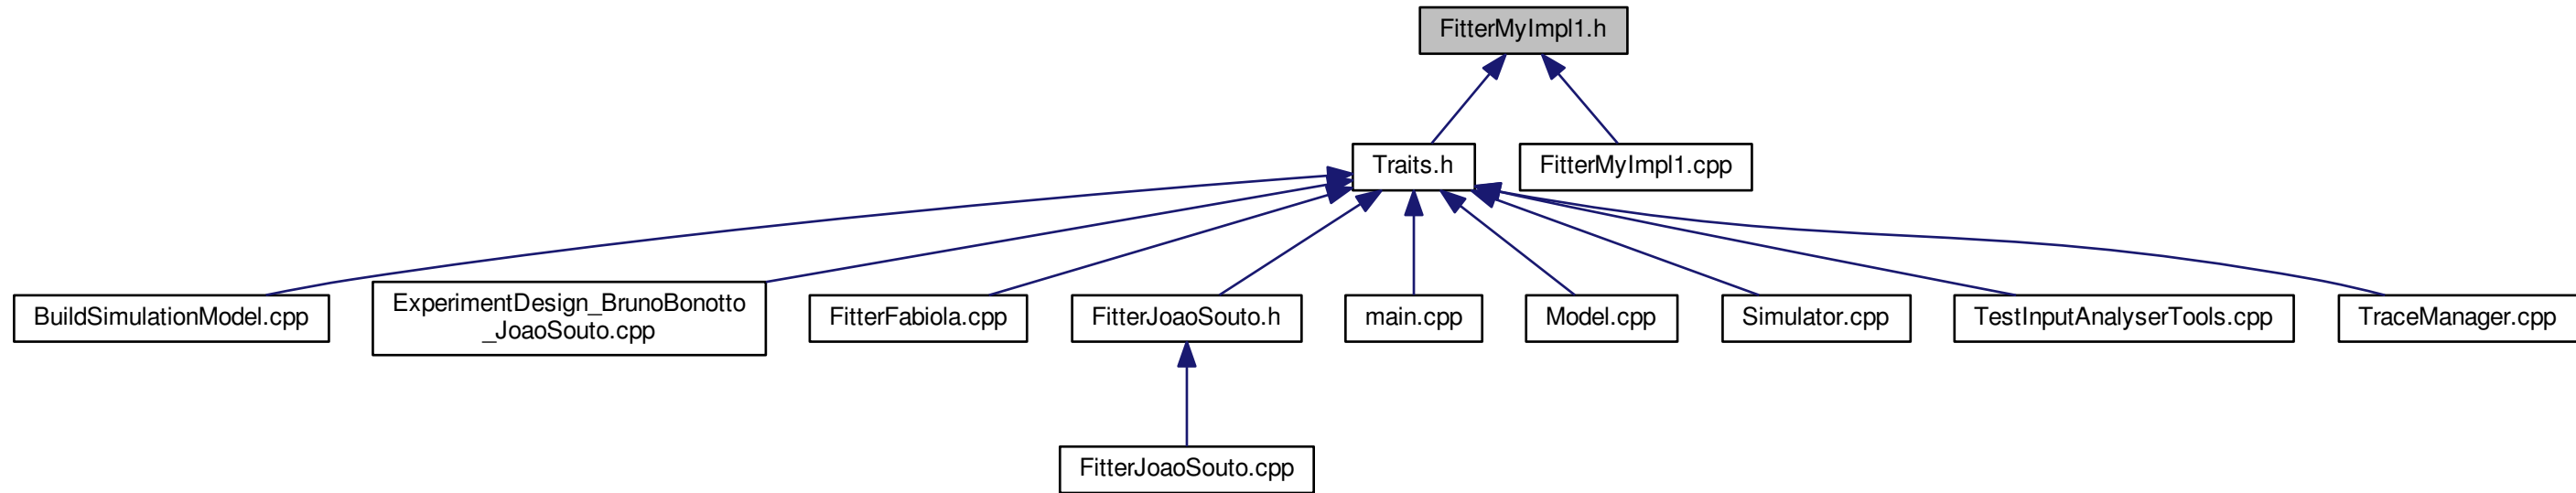 FitterMyImpl1.h
Traits.h
FitterMyImpl1.cpp
BuildSimulationModel.cpp
ExperimentDesign_BrunoBonotto
_JoaoSouto.cpp
FitterFabiola.cpp
FitterJoaoSouto.h
main.cpp
Model.cpp
Simulator.cpp
TestInputAnalyserTools.cpp
TraceManager.cpp
FitterJoaoSouto.cpp